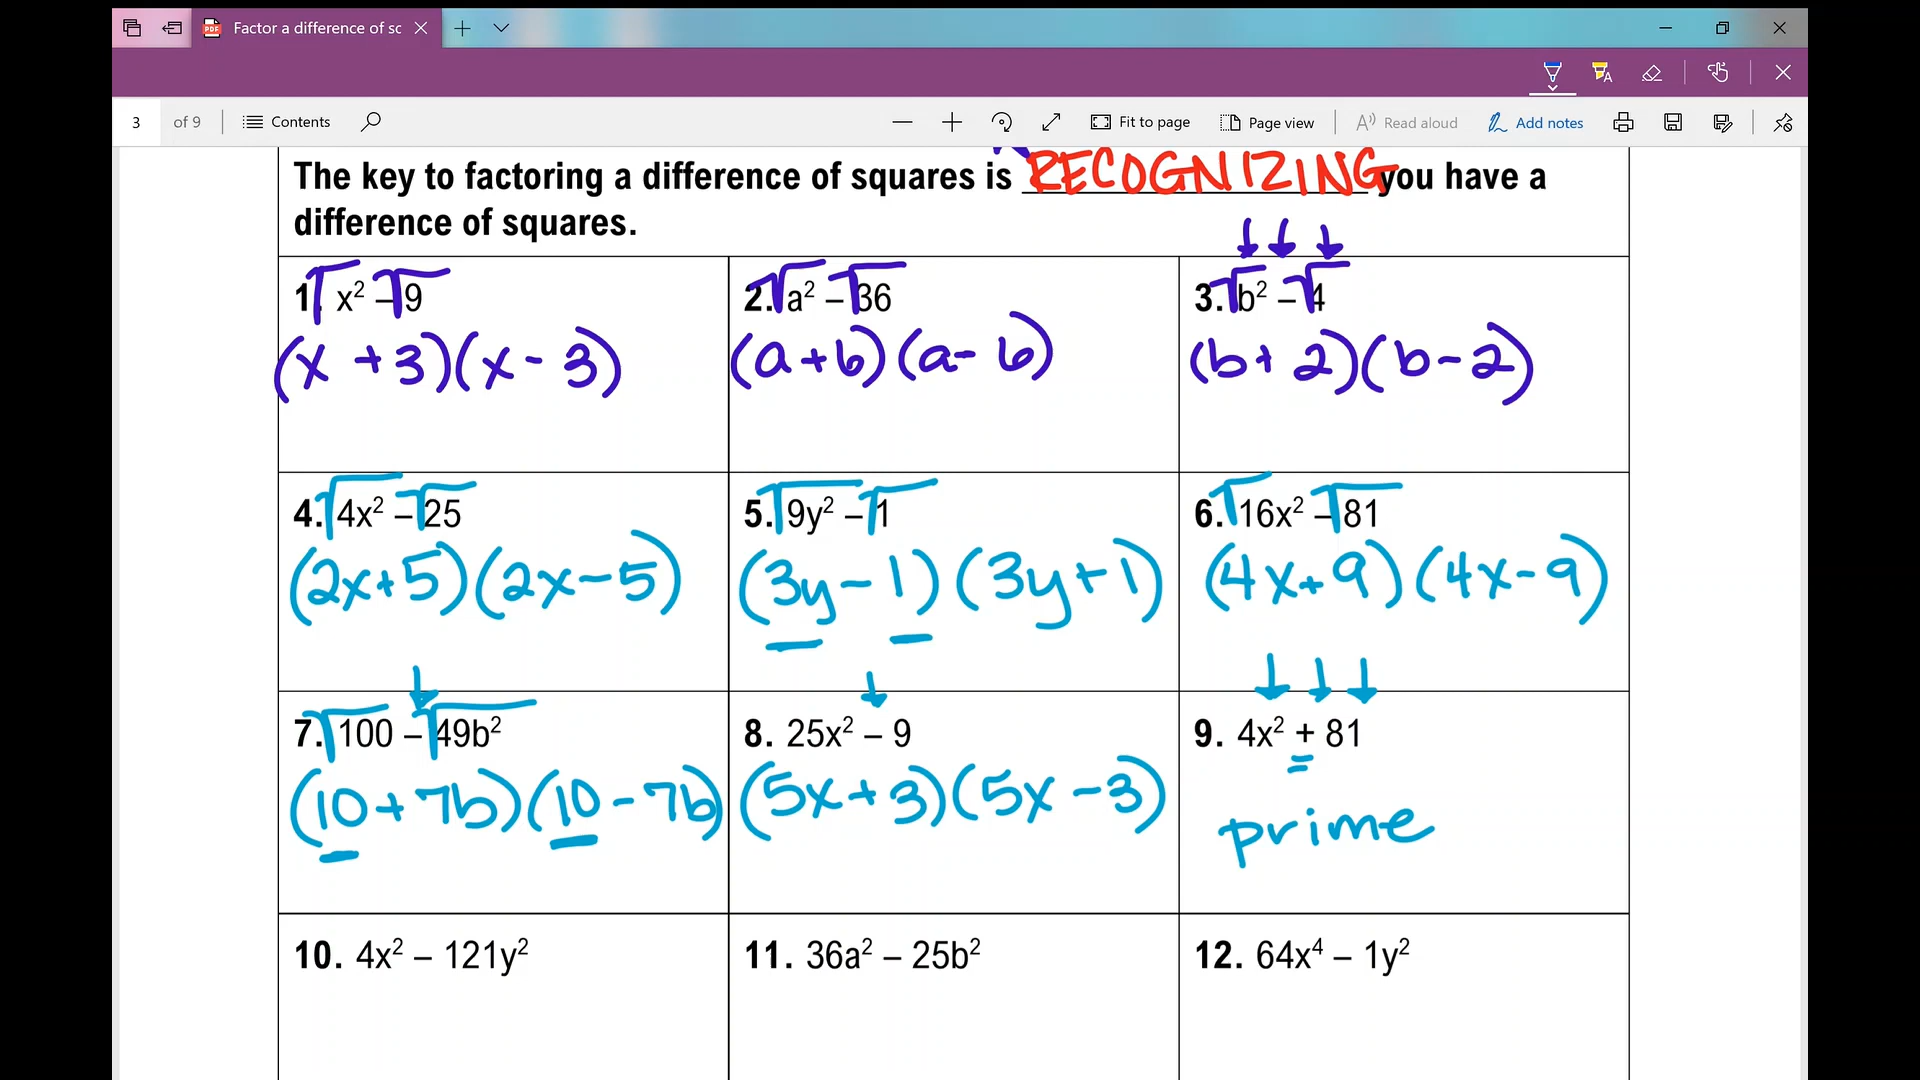 Factor a difference of sc
3 of 9 Contents Fit to page Page view Read aloud Add notes
The key to factoring a difference of squares is RECOGNIZING you have a
difference of squares.
1. √x² – √9 2. √a² – √36 3. √b² – √4
(x + 3)(x - 3) (a + 6)(a - 6) (b + 2)(b - 2)
4. √4x² – √25 5. √9y² – √1 6. √16x² – √81
(2x + 5)(2x - 5) (3y - 1)(3y + 1) (4x + 9)(4x - 9)
7. √100 – √49b² 8. 25x² – 9 9. 4x² + 81
(10 + 7b)(10 - 7b) (5x + 3)(5x - 3) prime
10. 4x² – 121y² 11. 36a² – 25b² 12. 64x⁴ – 1y²